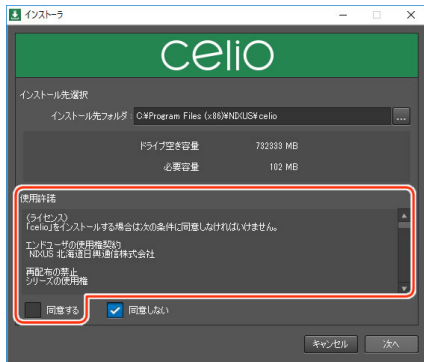 インストーラ
celio
インストール先選択
インストール先フォルダ: C:¥Program Files (x86)¥NDXUS¥celio ...
ドライブ空き容量 732333 MB
必要容量 102 MB
使用許諾
(ライセンス)
「celio」をインストールする場合は次の条件に同意しなければいけません。
エンドユーザの使用権契約
NDXUS 北海道日興通信株式会社
再配布の禁止
シリーズの使用権
同意する 同意しない
キャンセル 次へ